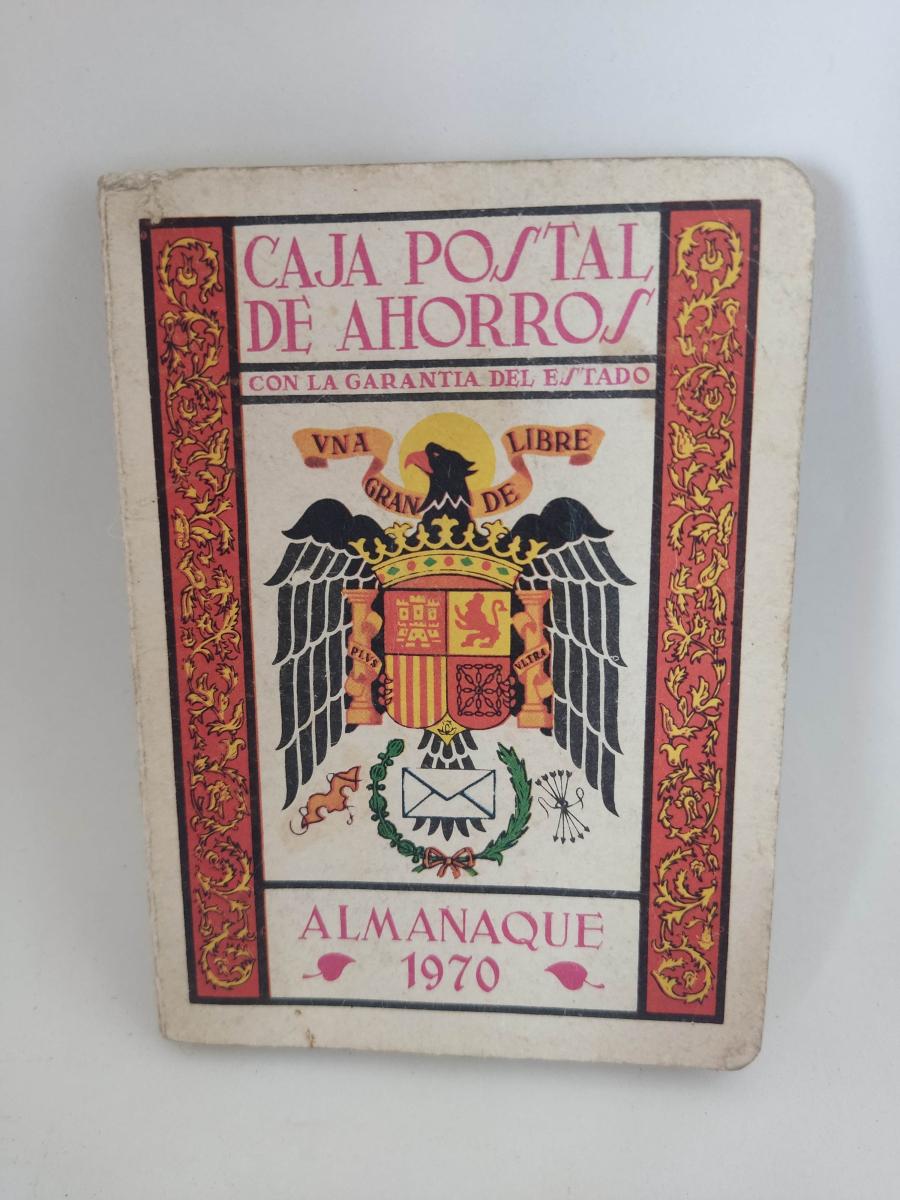 CAJA POSTAL
DE AHORROS
CON LA GARANTIA DEL ESTADO
VNA GRANDE LIBRE
PLVS VLTRA
ALMANAQUE
1970